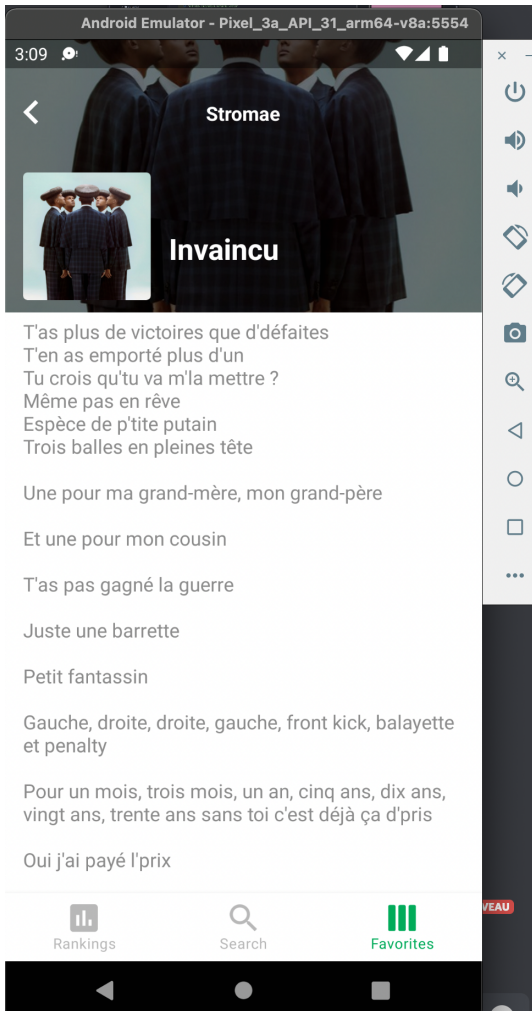 Android Emulator - Pixel_3a_API_31_arm64-v8a:5554
3:09
Stromae
Invaincu
T'as plus de victoires que d'défaites
T'en as emporté plus d'un
Tu crois qu'tu va m'la mettre ?
Même pas en rêve
Espèce de p'tite putain
Trois balles en pleines tête
Une pour ma grand-mère, mon grand-père
Et une pour mon cousin
T'as pas gagné la guerre
Juste une barrette
Petit fantassin
Gauche, droite, droite, gauche, front kick, balayette
et penalty
Pour un mois, trois mois, un an, cinq ans, dix ans,
vingt ans, trente ans sans toi c'est déjà ça d'pris
Oui j'ai payé l'prix
VEAU
Rankings
Search
Favorites